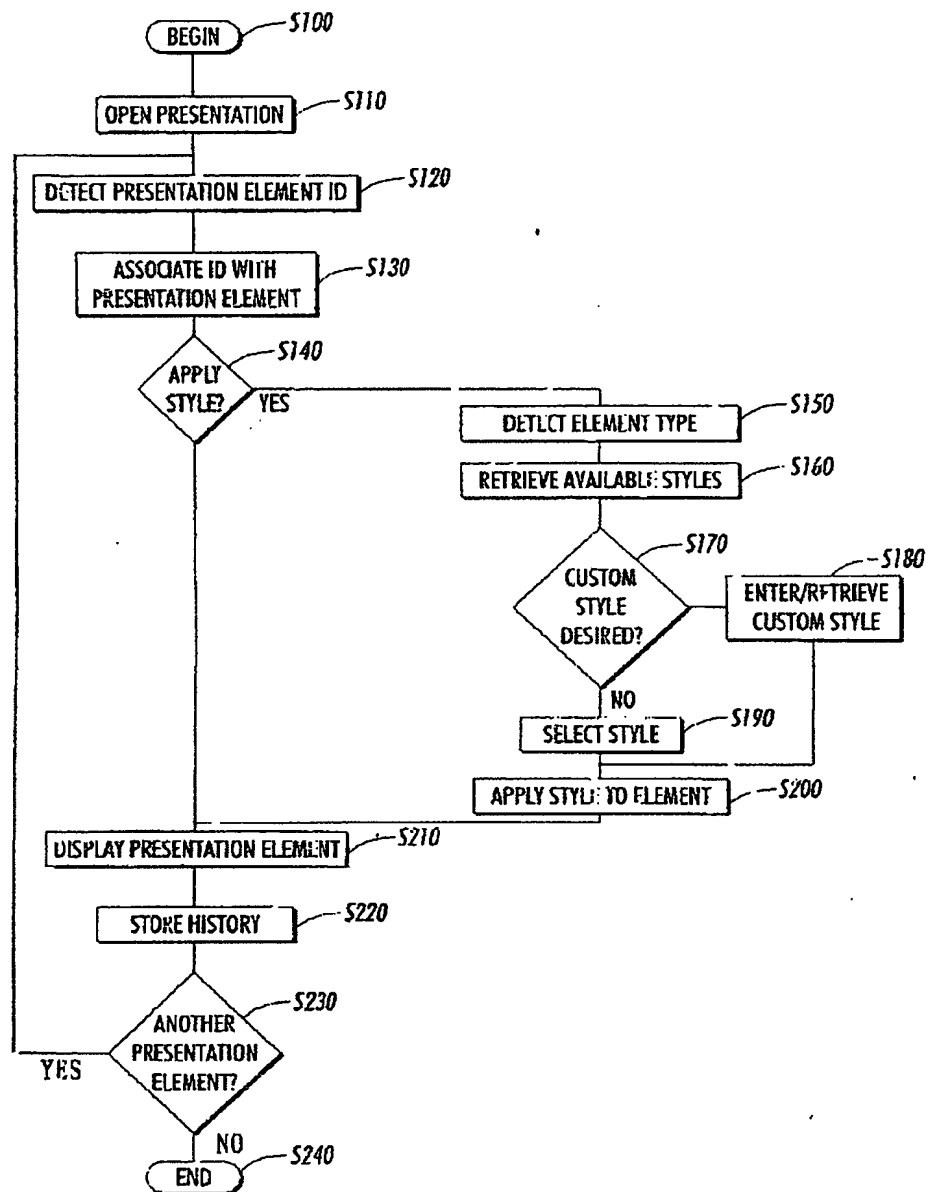 BEGIN
S100
OPEN PRESENTATION
S110
DETECT PRESENTATION ELEMENT ID
S120
ASSOCIATE ID WITH
PRESENTATION ELEMENT
S130
APPLY
STYLE?
S140
YES
DETECT ELEMENT TYPE
S150
RETRIEVE AVAILABLE STYLES
S160
CUSTOM
STYLE
DESIRED?
S170
ENTER/RETRIEVE
CUSTOM STYLE
S180
NO
SELECT STYLE
S190
APPLY STYLE TO ELEMENT
S200
DISPLAY PRESENTATION ELEMENT
S210
STORE HISTORY
S220
ANOTHER
PRESENTATION
ELEMENT?
S230
YES
NO
END
S240